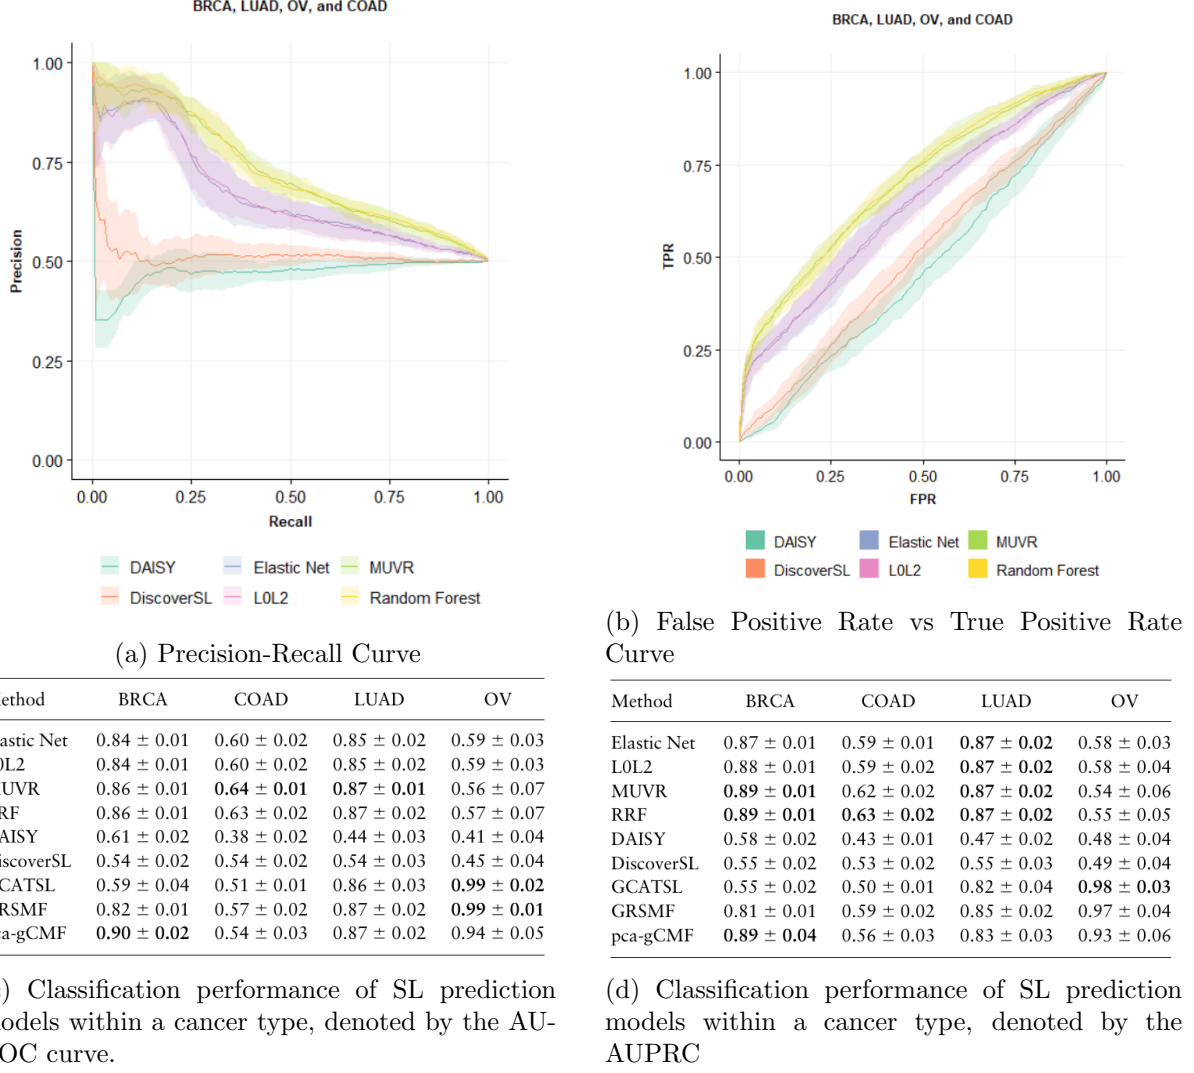 BRCA, LUAD, OV, and COAD
1.00
0.75
0.50
0.25
0.00
Precision
0.00 0.25 0.50 0.75 1.00
Recall
DAISY Elastic Net MUVR
DiscoverSL L0L2 Random Forest
(a) Precision-Recall Curve
BRCA, LUAD, OV, and COAD
1.00
0.75
0.50
0.25
0.00
TPR
0.00 0.25 0.50 0.75 1.00
FPR
DAISY Elastic Net MUVR
DiscoverSL L0L2 Random Forest
(b) False Positive Rate vs True Positive Rate
Curve
ethod BRCA COAD LUAD OV
astic Net 0.84 ± 0.01 0.60 ± 0.02 0.85 ± 0.02 0.59 ± 0.03
0L2 0.84 ± 0.01 0.60 ± 0.02 0.85 ± 0.02 0.59 ± 0.03
MUVR 0.86 ± 0.01 0.64 ± 0.01 0.87 ± 0.01 0.56 ± 0.07
RF 0.86 ± 0.01 0.63 ± 0.02 0.87 ± 0.02 0.57 ± 0.07
AISY 0.61 ± 0.02 0.38 ± 0.02 0.44 ± 0.03 0.41 ± 0.04
iscoverSL 0.54 ± 0.02 0.54 ± 0.02 0.54 ± 0.03 0.45 ± 0.04
CATSL 0.59 ± 0.04 0.51 ± 0.01 0.86 ± 0.03 0.99 ± 0.02
RSMF 0.82 ± 0.01 0.57 ± 0.02 0.87 ± 0.02 0.99 ± 0.01
ca-gCMF 0.90 ± 0.02 0.54 ± 0.03 0.87 ± 0.02 0.94 ± 0.05
) Classification performance of SL prediction
odels within a cancer type, denoted by the AU-
OC curve.
Method BRCA COAD LUAD OV
Elastic Net 0.87 ± 0.01 0.59 ± 0.01 0.87 ± 0.02 0.58 ± 0.03
L0L2 0.88 ± 0.01 0.59 ± 0.02 0.87 ± 0.02 0.58 ± 0.04
MUVR 0.89 ± 0.01 0.62 ± 0.02 0.87 ± 0.02 0.54 ± 0.06
RRF 0.89 ± 0.01 0.63 ± 0.02 0.87 ± 0.02 0.55 ± 0.05
DAISY 0.58 ± 0.02 0.43 ± 0.01 0.47 ± 0.02 0.48 ± 0.04
DiscoverSL 0.55 ± 0.02 0.53 ± 0.02 0.55 ± 0.03 0.49 ± 0.04
GCATSL 0.55 ± 0.02 0.50 ± 0.01 0.82 ± 0.04 0.98 ± 0.03
GRSMF 0.81 ± 0.01 0.59 ± 0.02 0.85 ± 0.02 0.97 ± 0.04
pca-gCMF 0.89 ± 0.04 0.56 ± 0.03 0.83 ± 0.03 0.93 ± 0.06
(d) Classification performance of SL prediction
models within a cancer type, denoted by the
AUPRC